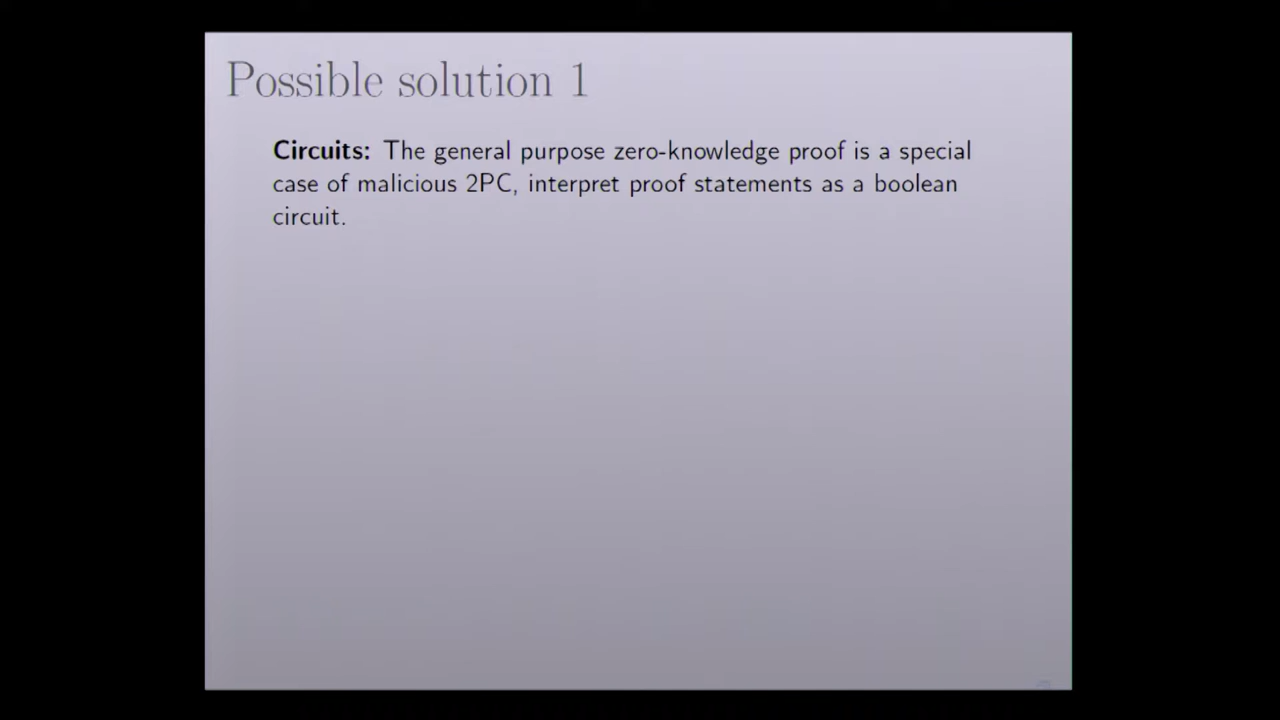 Possible solution 1
Circuits: The general purpose zero-knowledge proof is a special
case of malicious 2PC, interpret proof statements as a boolean
circuit.